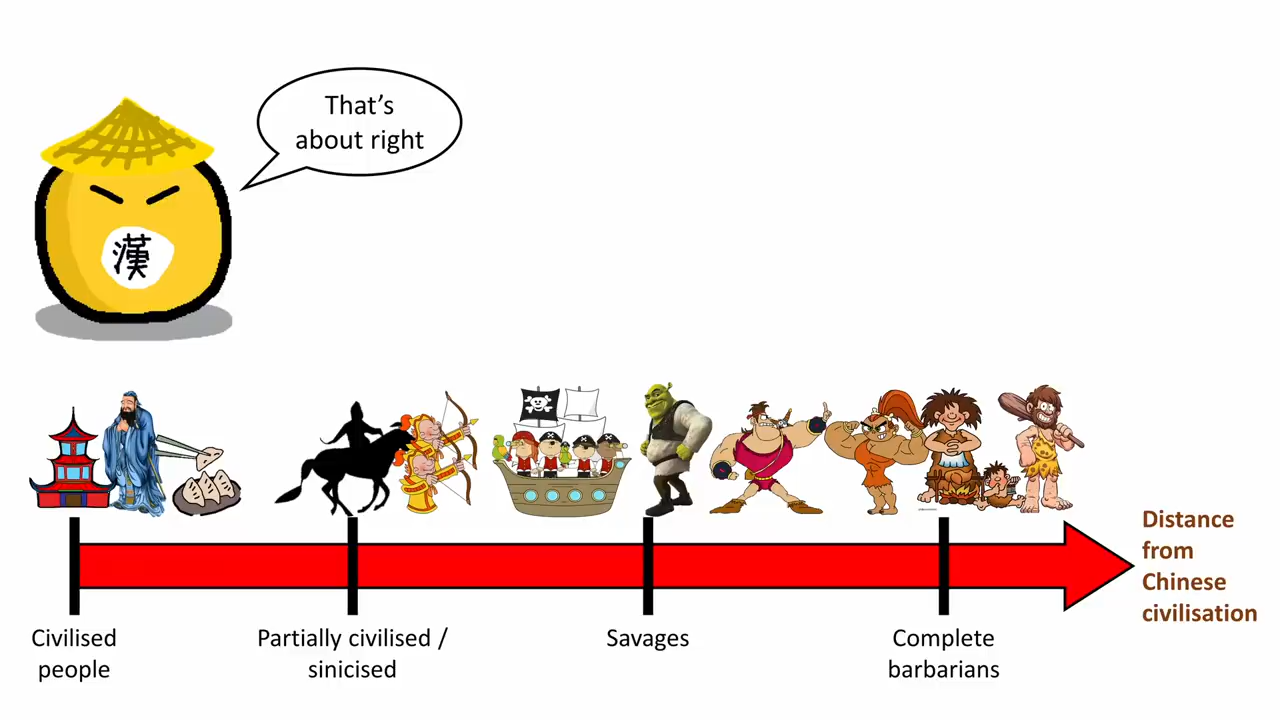 That's
about right
漢
Distance
from
Chinese
civilisation
Civilised
people
Partially civilised /
sinicised
Savages
Complete
barbarians